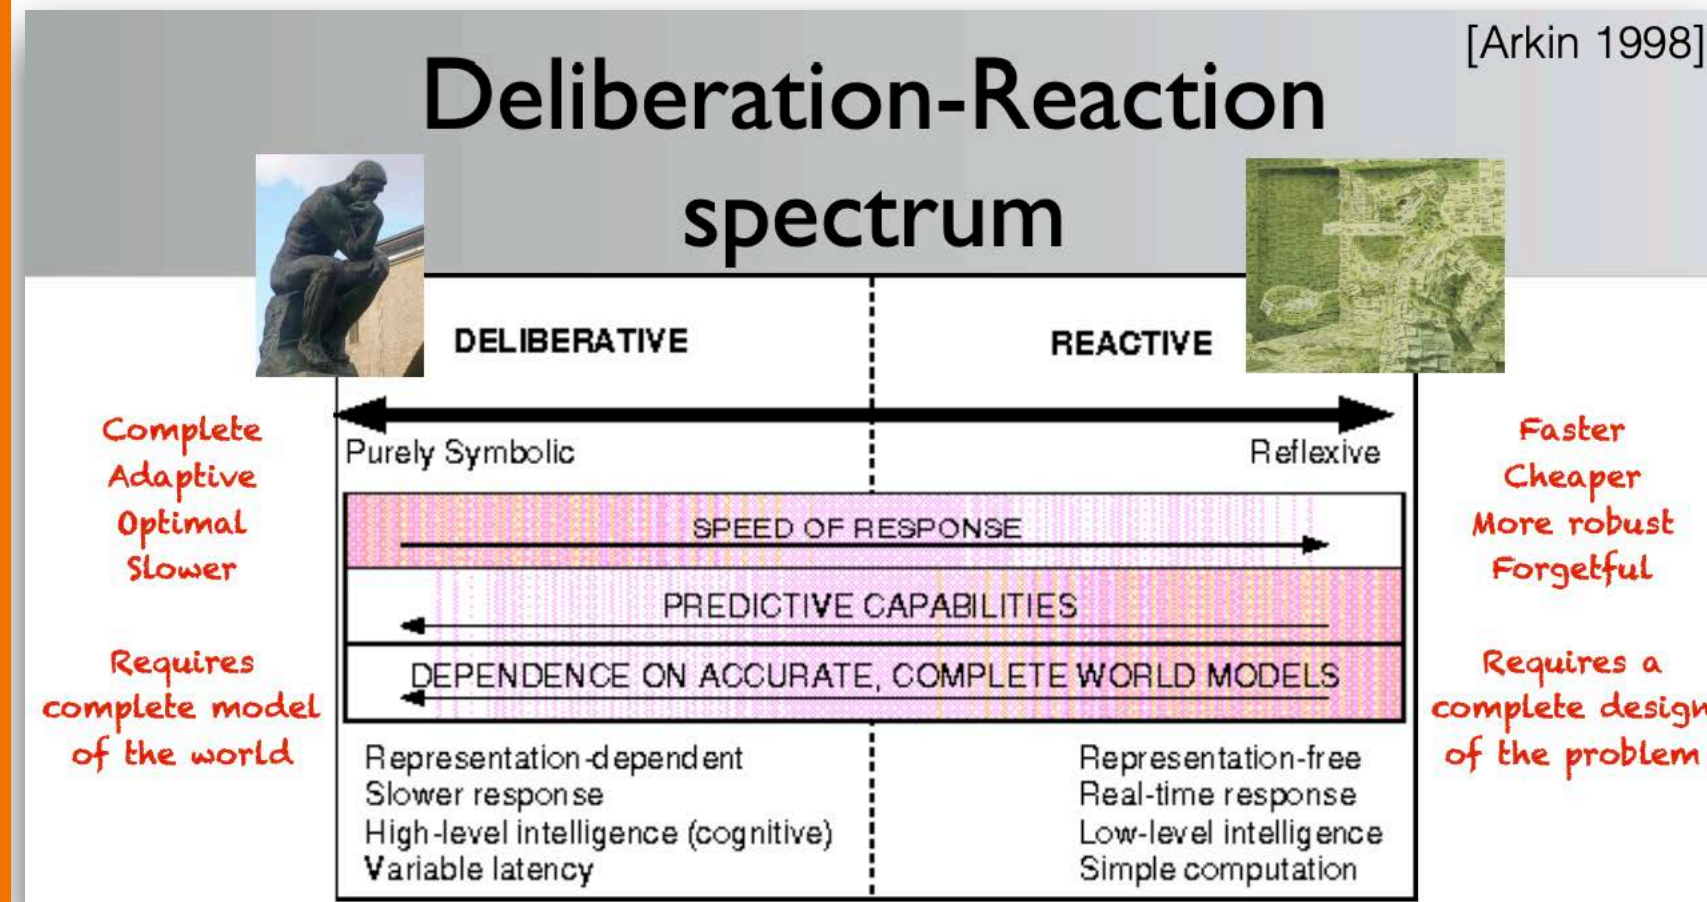 [Arkin 1998]
Deliberation-Reaction
spectrum
DELIBERATIVE
REACTIVE
Purely Symbolic
Reflexive
SPEED OF RESPONSE
PREDICTIVE CAPABILITIES
DEPENDENCE ON ACCURATE, COMPLETE WORLD MODELS
Representation-dependent
Slower response
High-level intelligence (cognitive)
Variable latency
Representation-free
Real-time response
Low-level intelligence
Simple computation
Complete
Adaptive
Optimal
Slower
Requires
complete model
of the world
Faster
Cheaper
More robust
Forgetful
Requires a
complete design
of the problem